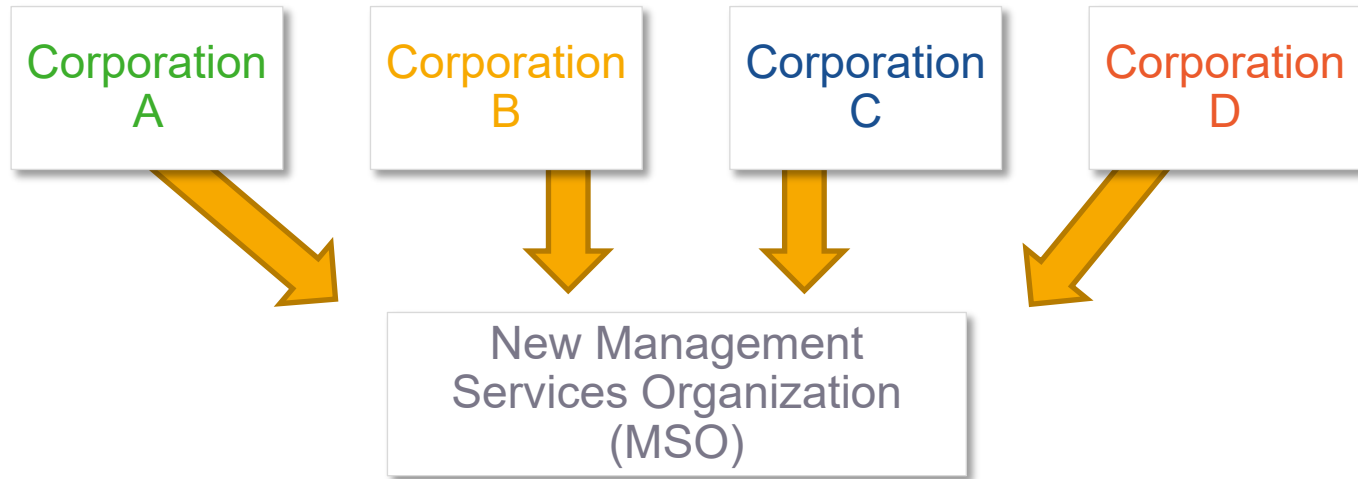 Corporation
A
Corporation
B
Corporation
C
Corporation
D
New Management
Services Organization
(MSO)